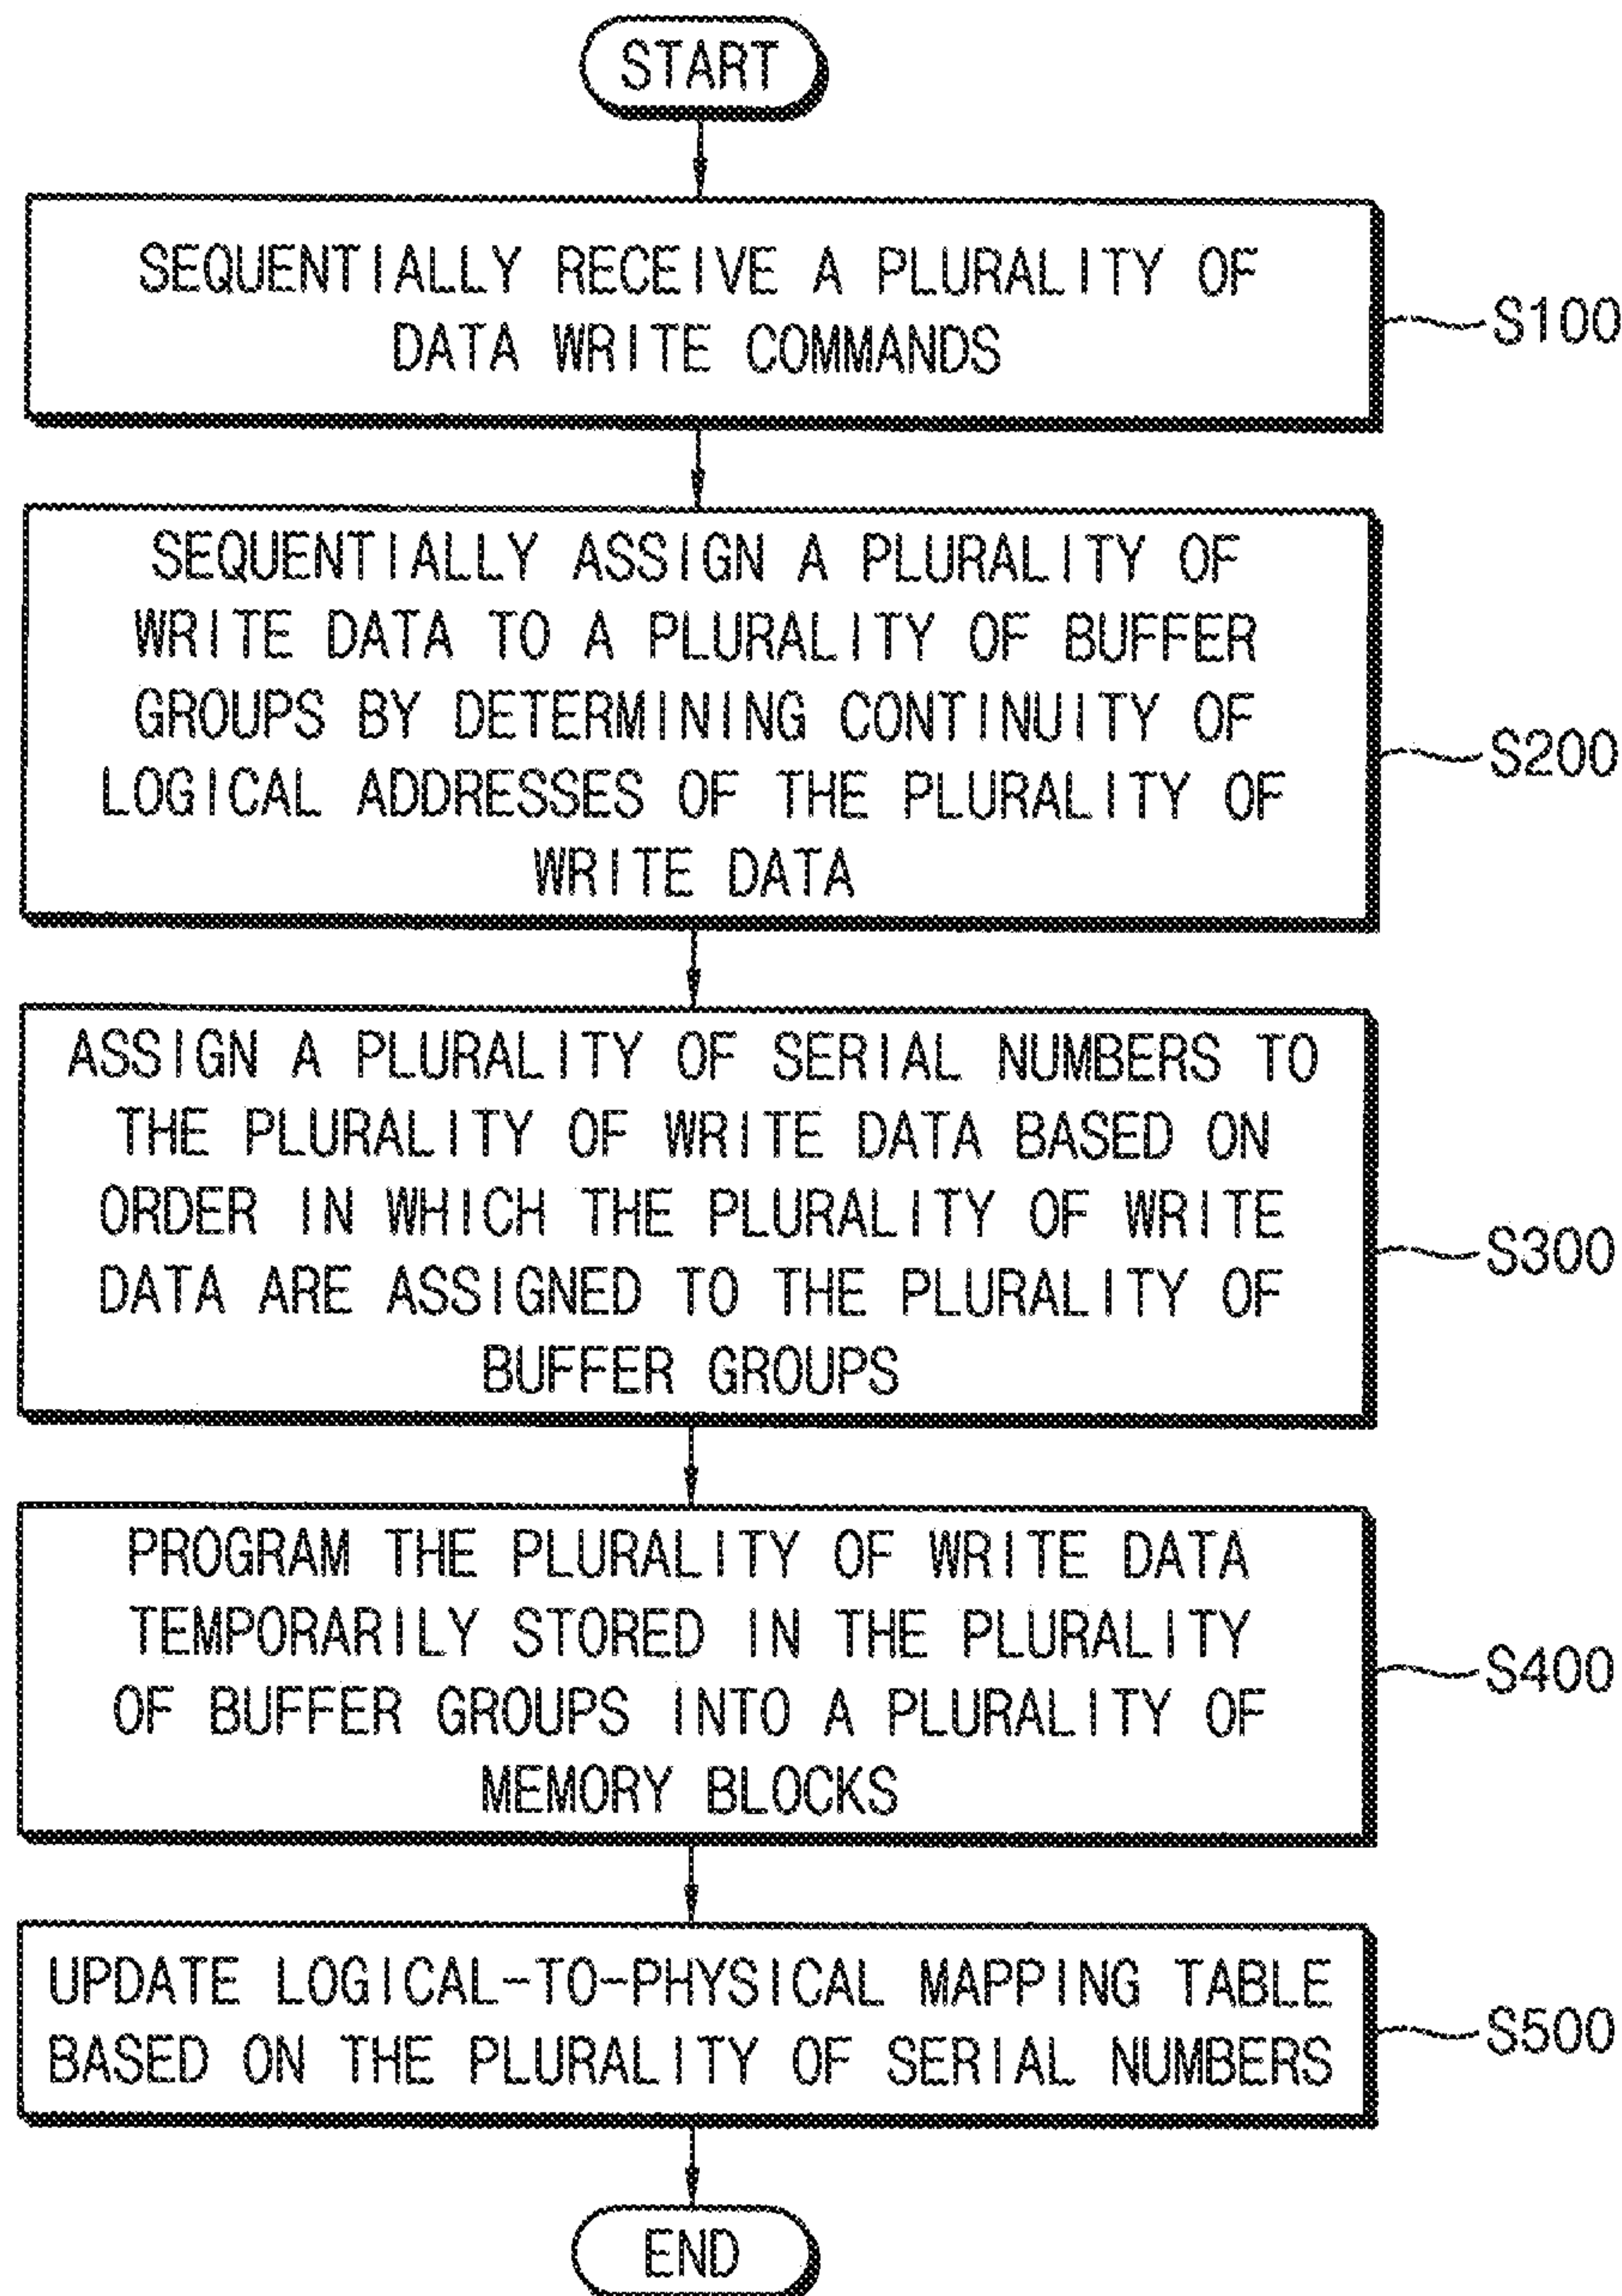 START
SEQUENTIALLY RECEIVE A PLURALITY OF
DATA WRITE COMMANDS
S100
SEQUENTIALLY ASSIGN A PLURALITY OF
WRITE DATA TO A PLURALITY OF BUFFER
GROUPS BY DETERMINING CONTINUITY OF
LOGICAL ADDRESSES OF THE PLURALITY OF
WRITE DATA
S200
ASSIGN A PLURALITY OF SERIAL NUMBERS TO
THE PLURALITY OF WRITE DATA BASED ON
ORDER IN WHICH THE PLURALITY OF WRITE
DATA ARE ASSIGNED TO THE PLURALITY OF
BUFFER GROUPS
S300
PROGRAM THE PLURALITY OF WRITE DATA
TEMPORARILY STORED IN THE PLURALITY
OF BUFFER GROUPS INTO A PLURALITY OF
MEMORY BLOCKS
S400
UPDATE LOGICAL-TO-PHYSICAL MAPPING TABLE
BASED ON THE PLURALITY OF SERIAL NUMBERS
S500
END